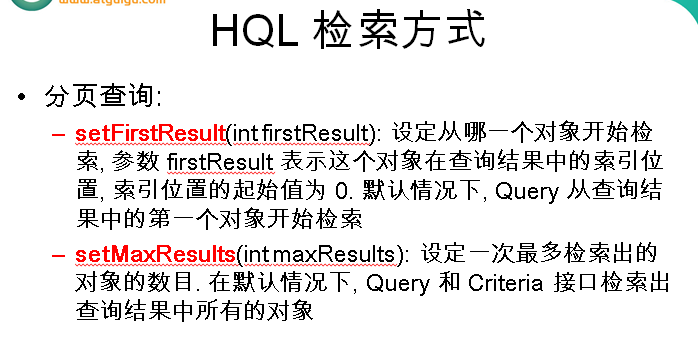 www.atguigu.com
HQL 检索方式
• 分页查询:
– setFirstResult(int firstResult): 设定从哪一个对象开始检
索, 参数 firstResult 表示这个对象在查询结果中的索引位
置, 索引位置的起始值为 0. 默认情况下, Query 从查询结
果中的第一个对象开始检索
– setMaxResults(int maxResults): 设定一次最多检索出的
对象的数目. 在默认情况下, Query 和 Criteria 接口检索出
查询结果中所有的对象